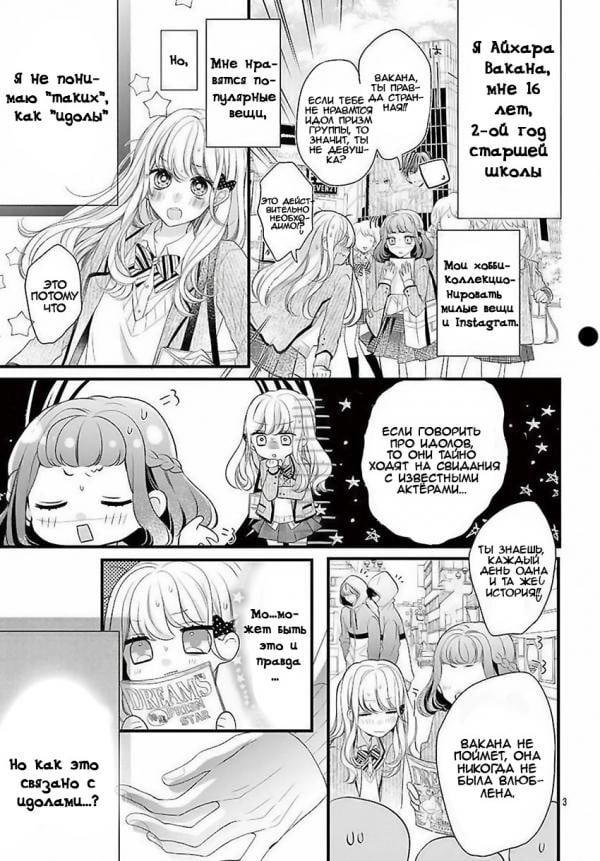 Я Айхара
Вакана,
мне 16
лет,
2-ой год
старшей
школы
ВАКАНА,
ТЫ ПРАВ-
ДА СТРАН-
НАЯ!!
ЕСЛИ ТЕБЕ
НЕ НРАВИТСЯ
ИДОЛ ПРИЗМ
ГРУППЫ, ТО
ЗНАЧИТ, ТЫ
НЕ ДЕВУШ-
КА?
ЭТО ДЕЙСТ-
ВИТЕЛЬНО
НЕОБХО-
ДИМО!?
Мои хобби-
коллекцио-
нировать
милые вещи
и Instagram.
Мне нра-
вятся по-
пулярные
вещи,
Но,
Я не пони-
маю "таких",
как "идолы"
ЭТО
ПОТОМУ
ЧТО
ЕСЛИ ГОВОРИТЬ
ПРО ИДОЛОВ,
ТО ОНИ ТАЙНО
ХОДЯТ НА СВИДАНИЯ
С ИЗВЕСТНЫМИ
АКТЁРАМИ...
ТЫ ЗНАЕШЬ,
КАЖДЫЙ
ДЕНЬ ОДНА
И ТА ЖЕ
ИСТОРИЯ!!
ВАКАНА НЕ
ПОЙМЕТ, ОНА
НИКОГДА НЕ
БЫЛА ВЛЮБ-
ЛЕНА.
Мо...мо-
жет быть
это и
правда
...
DREAMS
PRISM
STAR
Но как это
связано с
идолами...?
3